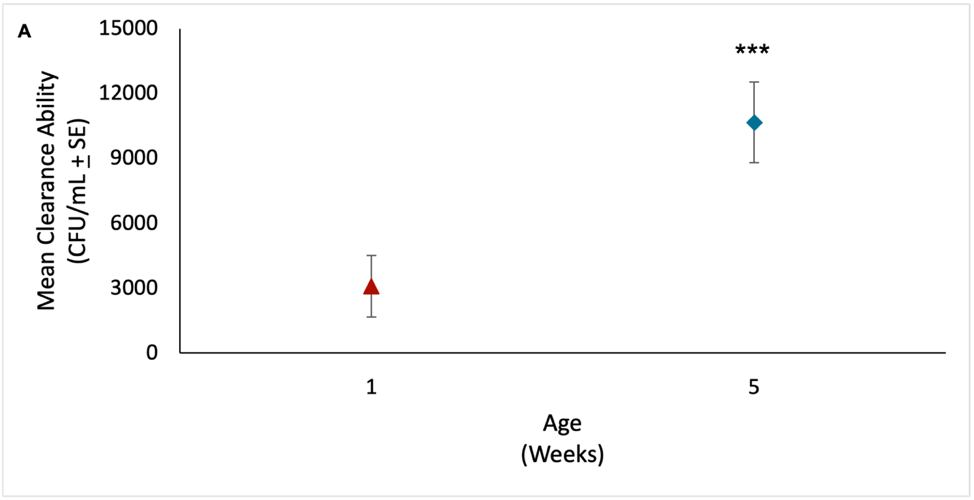 A
Mean Clearance Ability
(CFU/mL ± SE)
15000
12000
9000
6000
3000
0
***
1
5
Age
(Weeks)